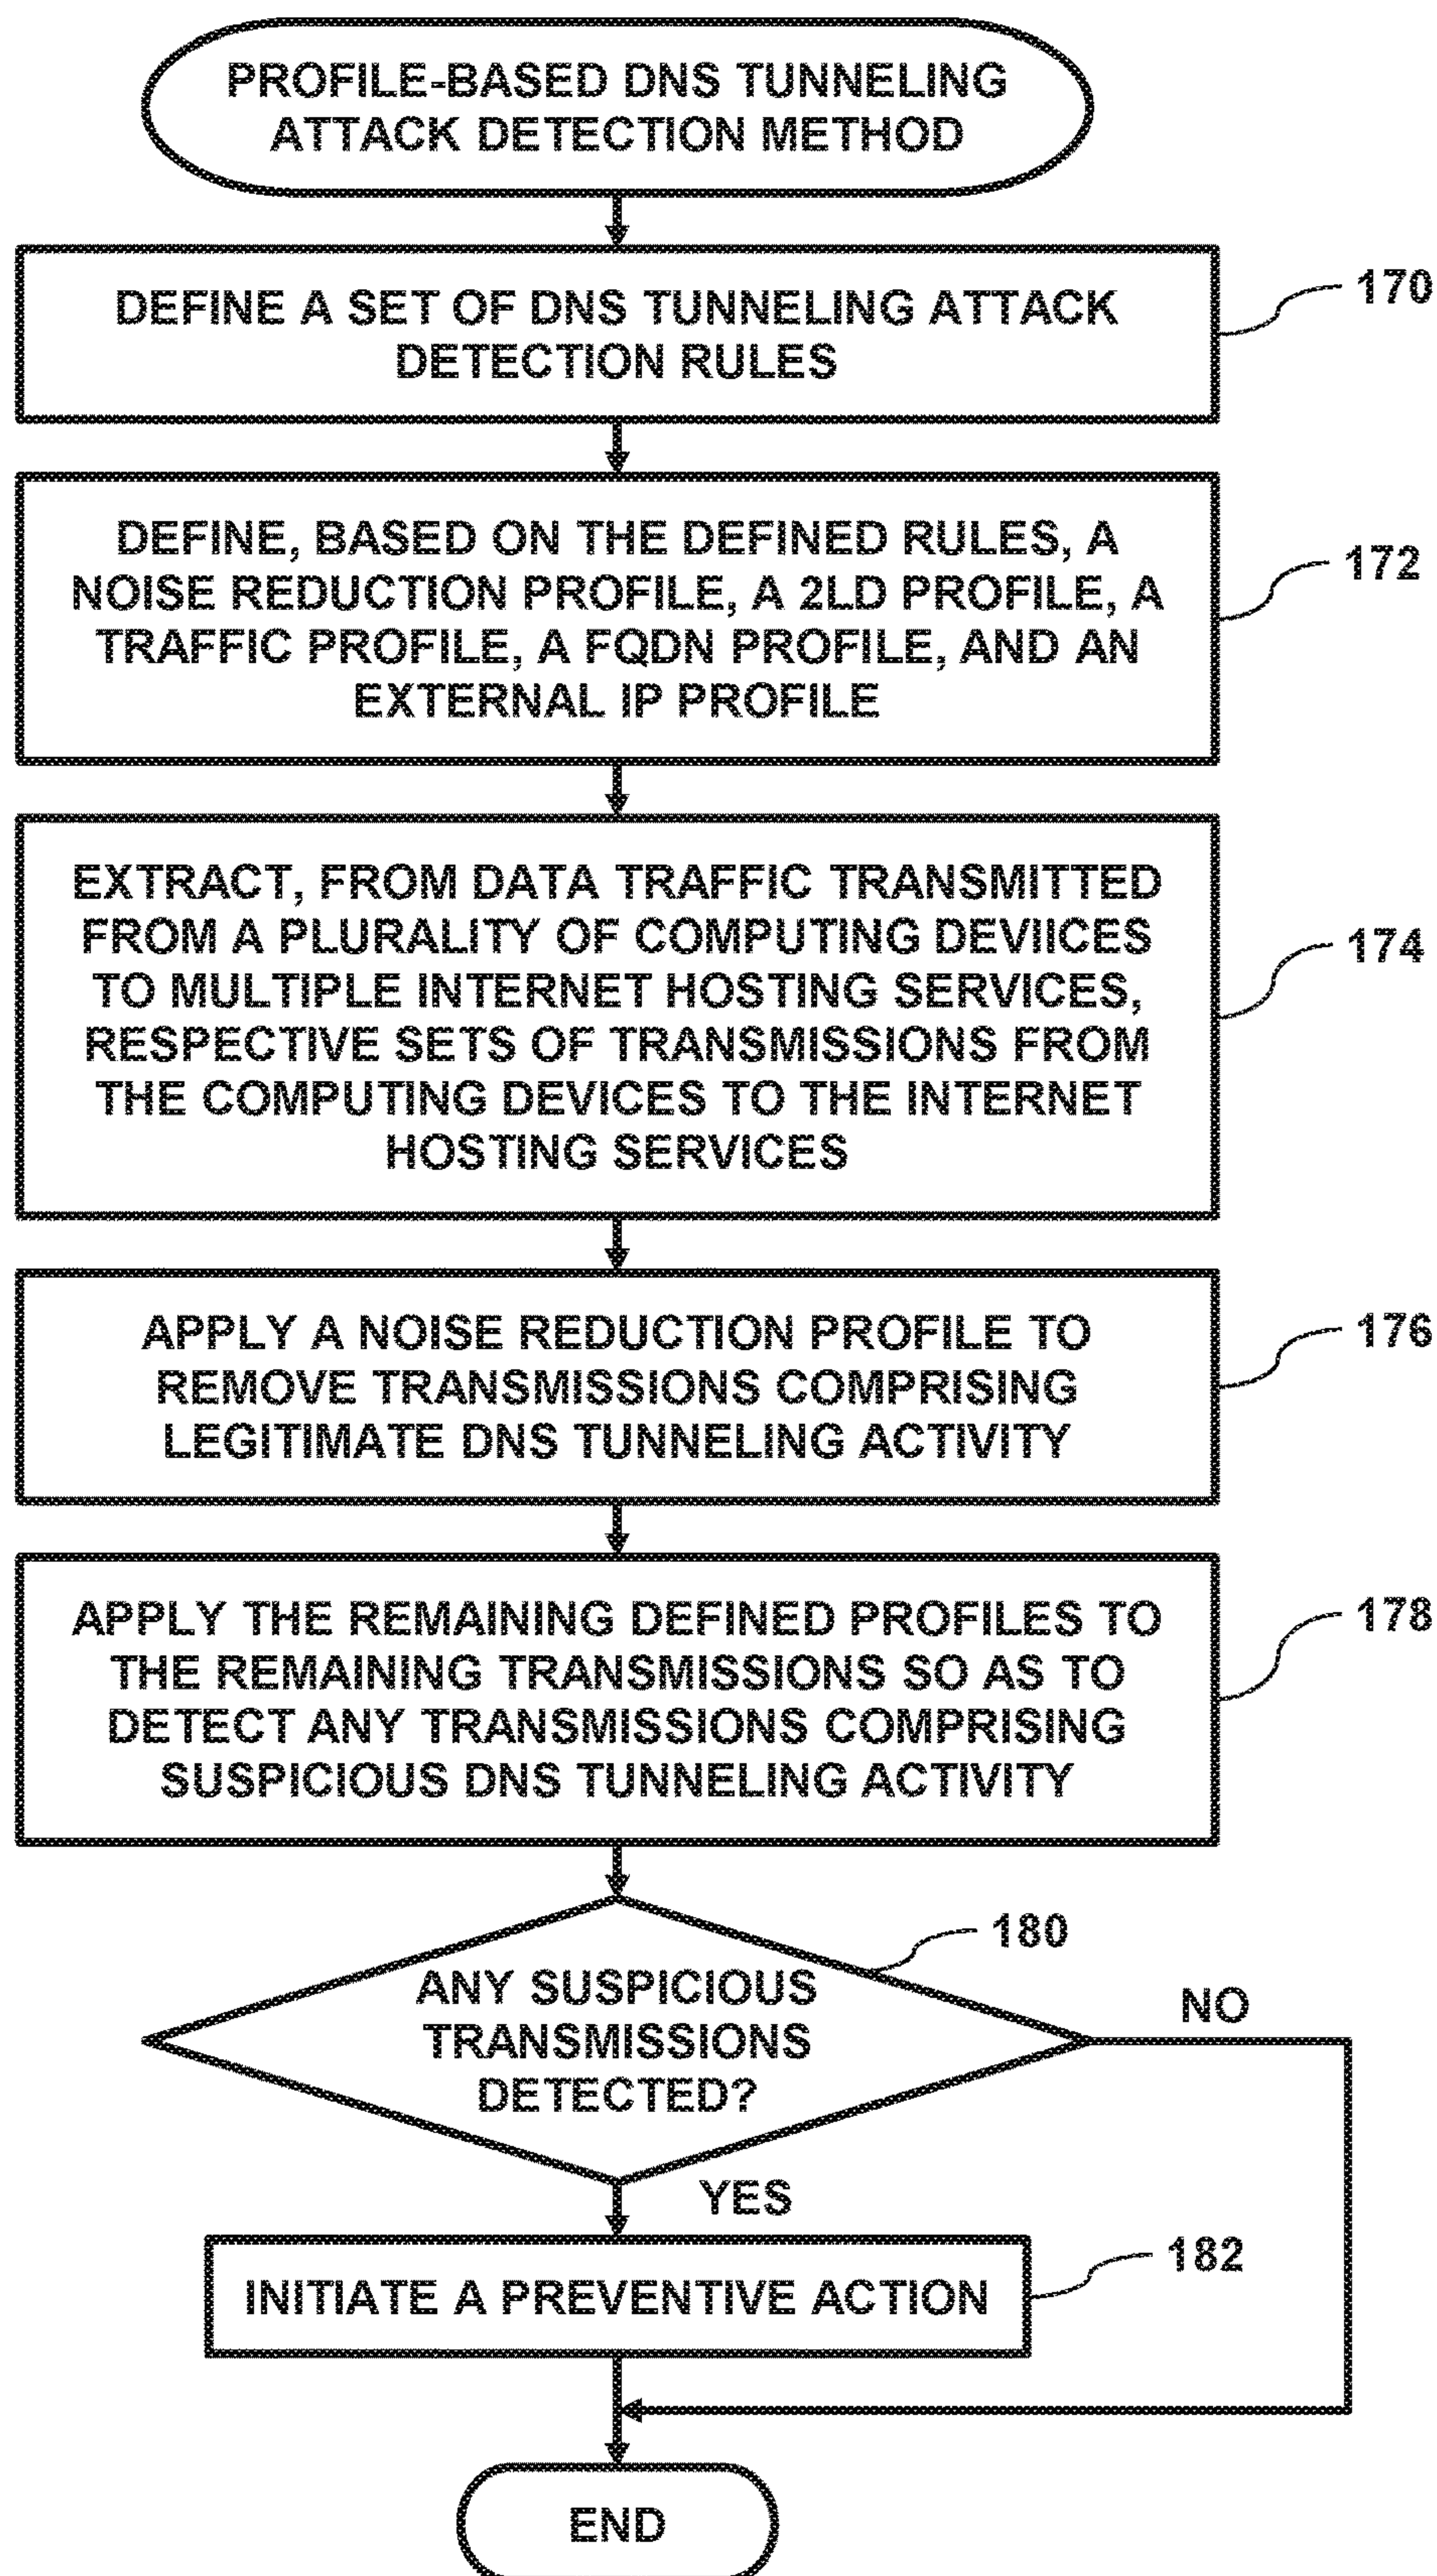 PROFILE-BASED DNS TUNNELING
ATTACK DETECTION METHOD
DEFINE A SET OF DNS TUNNELING ATTACK
DETECTION RULES
170
DEFINE, BASED ON THE DEFINED RULES, A
NOISE REDUCTION PROFILE, A 2LD PROFILE, A
TRAFFIC PROFILE, A FQDN PROFILE, AND AN
EXTERNAL IP PROFILE
172
EXTRACT, FROM DATA TRAFFIC TRANSMITTED
FROM A PLURALITY OF COMPUTING DEVIICES
TO MULTIPLE INTERNET HOSTING SERVICES,
RESPECTIVE SETS OF TRANSMISSIONS FROM
THE COMPUTING DEVICES TO THE INTERNET
HOSTING SERVICES
174
APPLY A NOISE REDUCTION PROFILE TO
REMOVE TRANSMISSIONS COMPRISING
LEGITIMATE DNS TUNNELING ACTIVITY
176
APPLY THE REMAINING DEFINED PROFILES TO
THE REMAINING TRANSMISSIONS SO AS TO
DETECT ANY TRANSMISSIONS COMPRISING
SUSPICIOUS DNS TUNNELING ACTIVITY
178
ANY SUSPICIOUS
TRANSMISSIONS
DETECTED?
180
NO
YES
INITIATE A PREVENTIVE ACTION
182
END